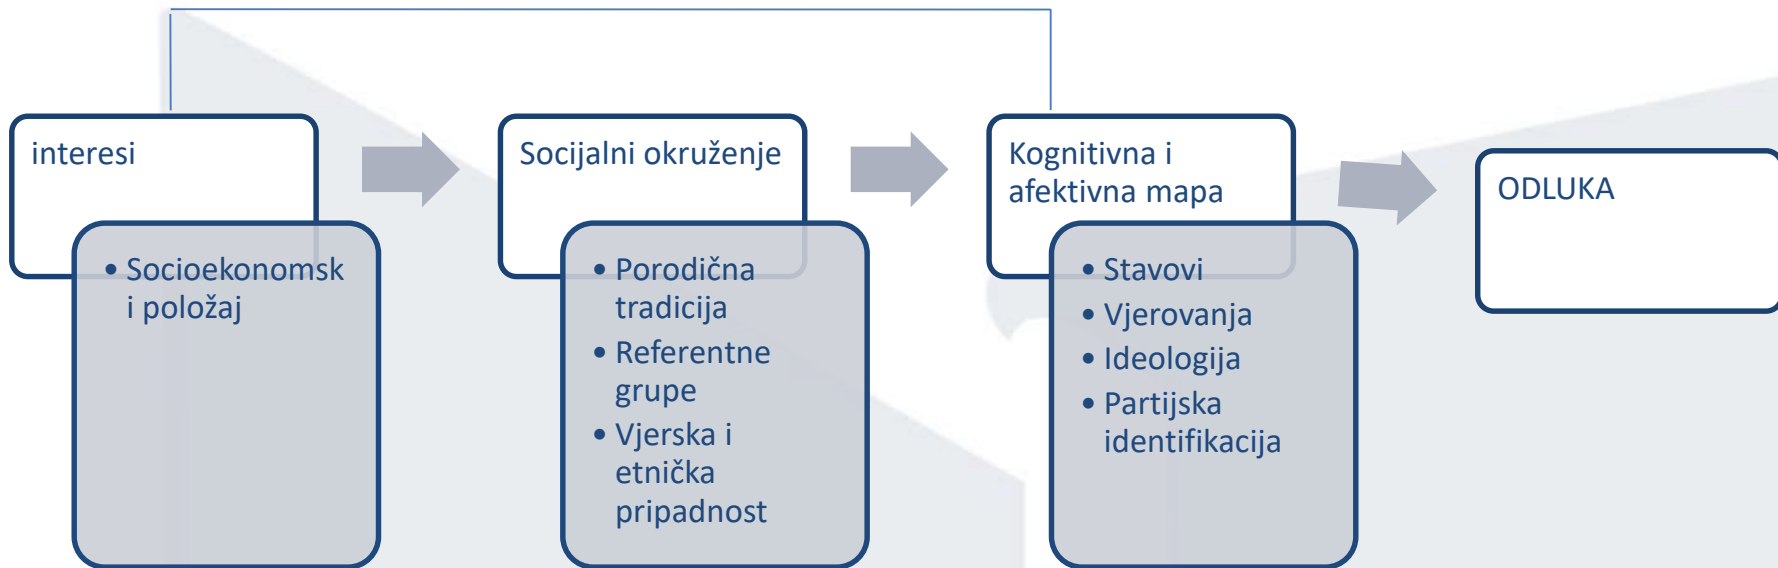 interesi
• Socioekonomsk
i položaj
Socijalni okruženje
• Porodična
tradicija
• Referentne
grupe
• Vjerska i
etnička
pripadnost
Kognitivna i
afektivna mapa
• Stavovi
• Vjerovanja
• Ideologija
• Partijska
identifikacija
ODLUKA